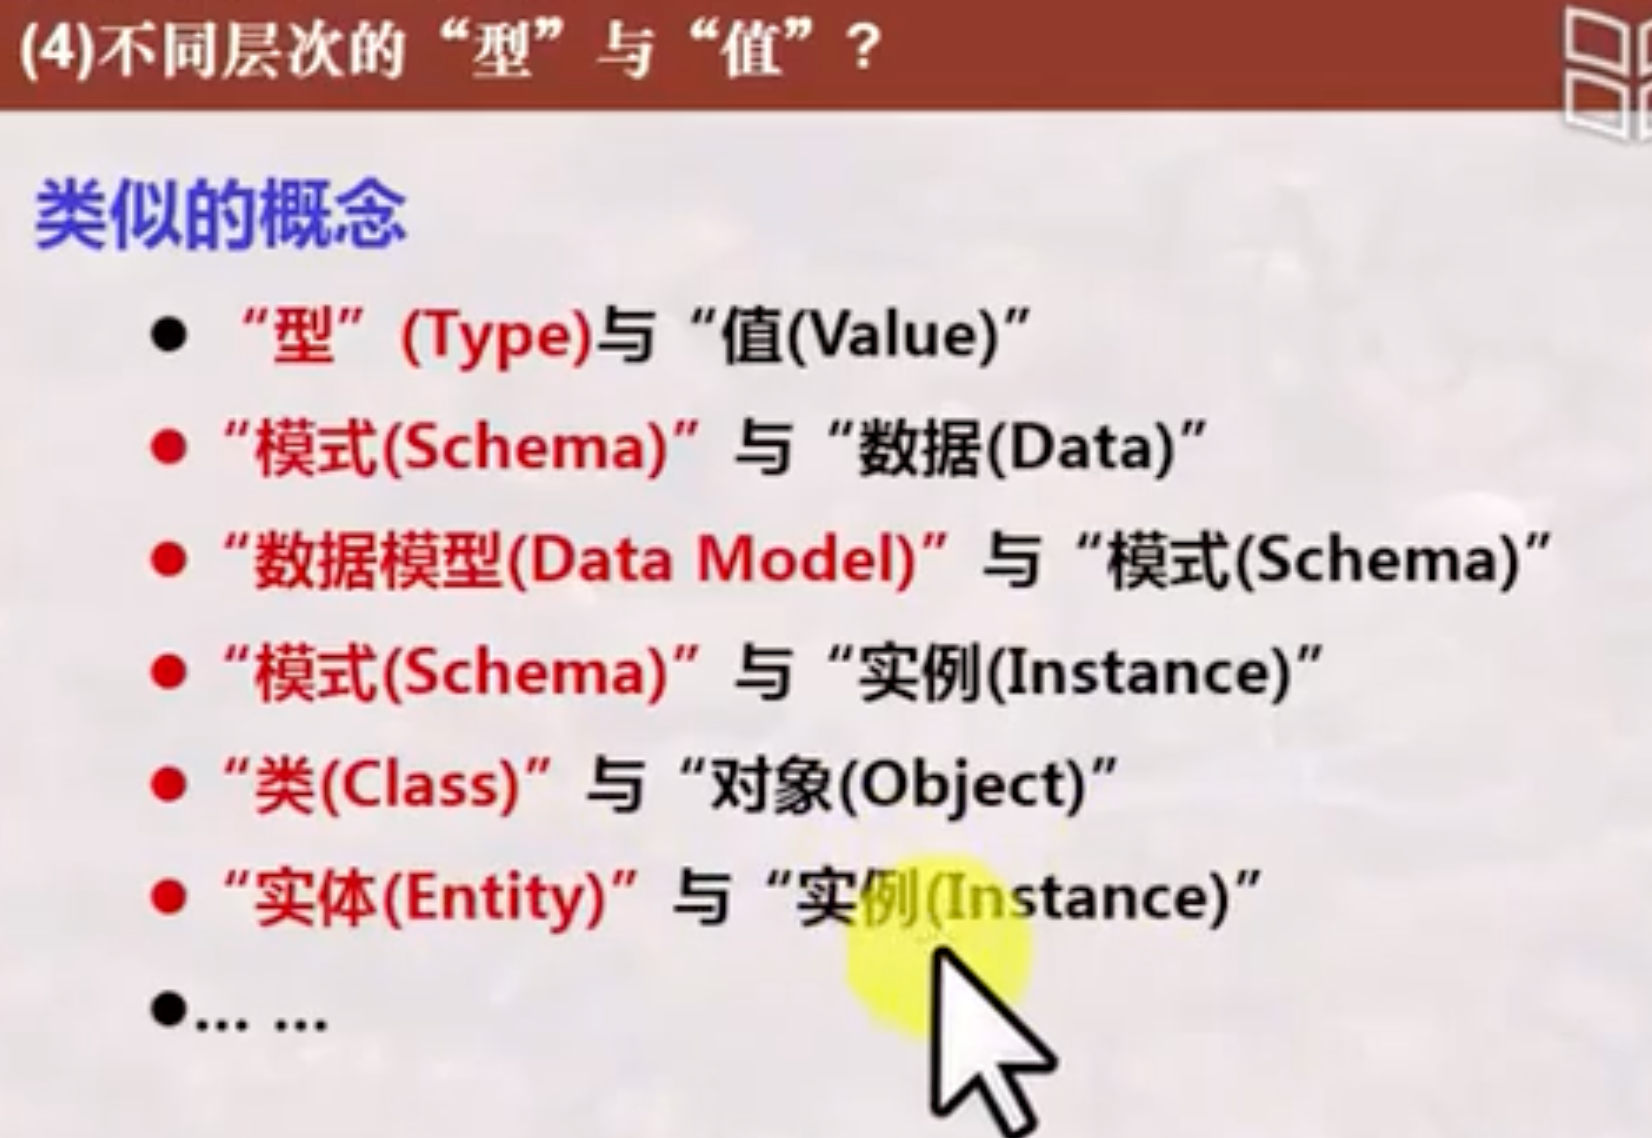 (4)不同层次的“型”与“值”?
类似的概念
● “型” (Type)与“值(Value)”
● “模式(Schema)” 与“数据(Data)”
● “数据模型(Data Model)” 与“模式(Schema)”
● “模式(Schema)” 与“实例(Instance)”
● “类(Class)” 与“对象(Object)”
● “实体(Entity)” 与“实例(Instance)”
●... ...